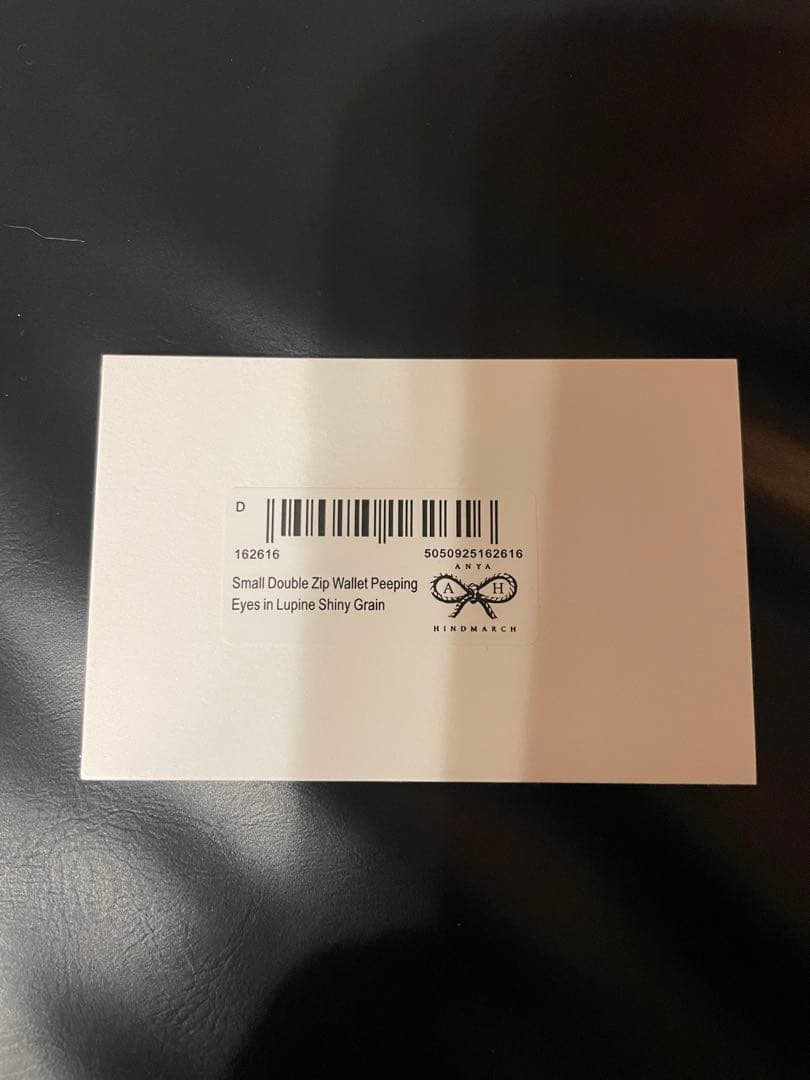 D
162616
5050925162616
Small Double Zip Wallet Peeping
Eyes in Lupine Shiny Grain
ANYA
A H
HINDMARCH